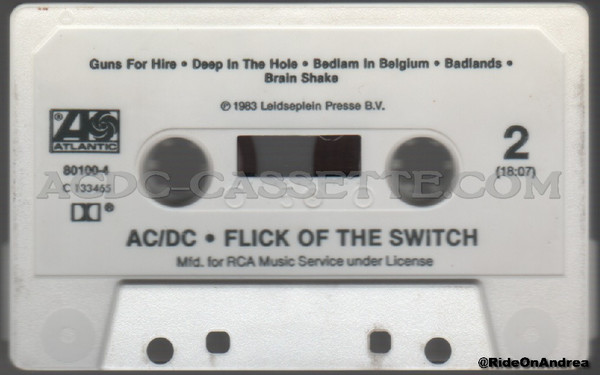 Guns For Hire • Deep In The Hole • Bedlam In Belgium • Badlands •
Brain Shake
℗ 1983 Leidseplein Presse B.V.
ATLANTIC
2
80100-4
(18:07)
ACDC-CASSETTE.COM
C 133455
®
AC/DC • FLICK OF THE SWITCH
Mfd. for RCA Music Service under License
@RideOnAndrea